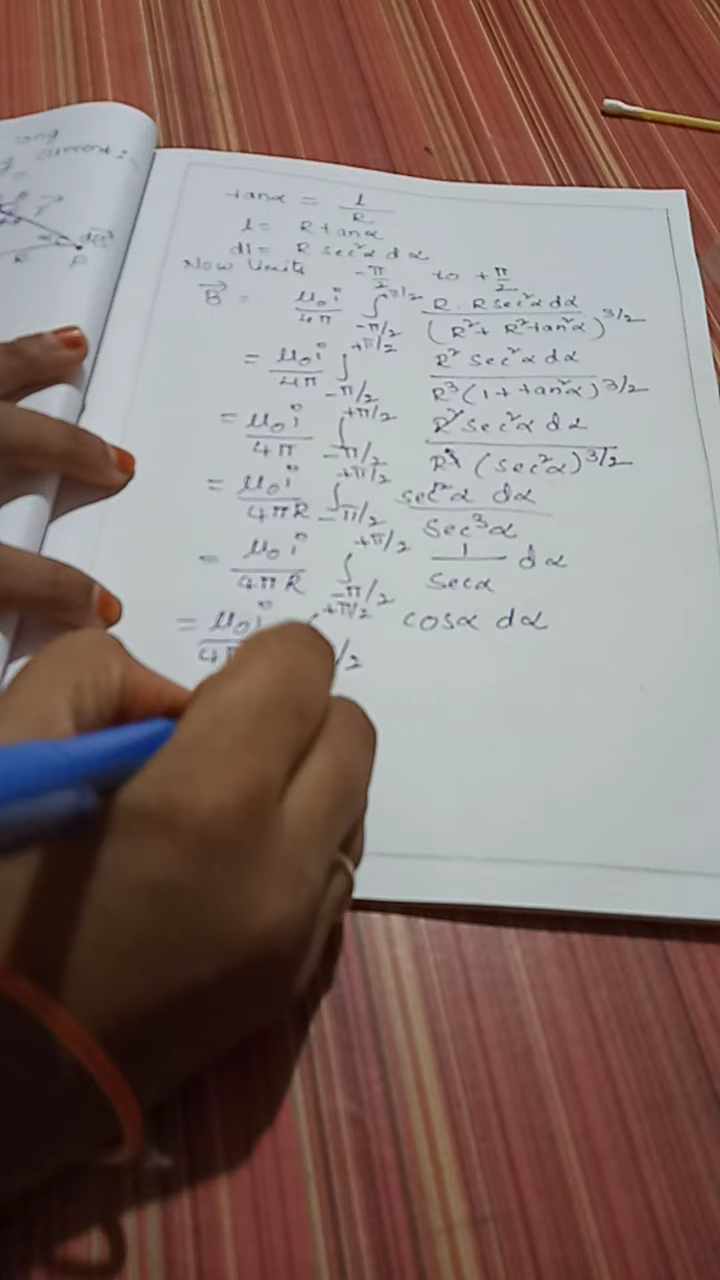 current :-
P
tanα = l/R
l = R tanα
dl = R sec²α dα
Now limits -π/2 to +π/2
B⃗ = μ₀i/4π ∫ -π/2 π/2 R · R sec²α dα / (R² + R² tan²α)^3/2
= μ₀i/4π ∫ -π/2 +π/2 R² sec²α dα / R³ (1 + tan²α)^3/2
= μ₀i/4π ∫ -π/2 +π/2 R² sec²α dα / R³ (sec²α)^3/2
= μ₀i/4πR ∫ -π/2 +π/2 sec²α dα / sec³α
= μ₀i/4πR ∫ -π/2 +π/2 1/secα dα
= μ₀i/4π +π/2 /2 cosα dα